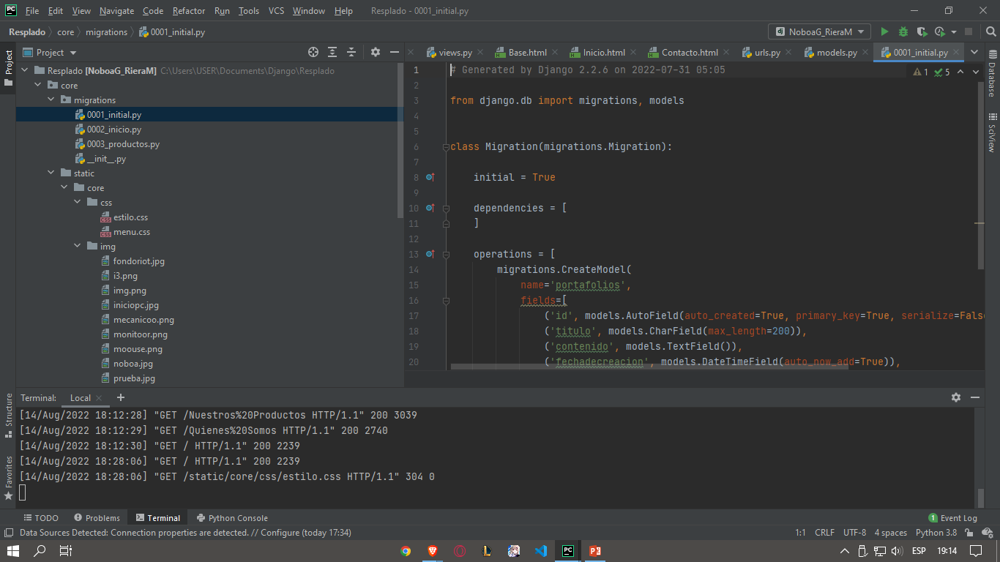 PC File Edit View Navigate Code Refactor Run Tools VCS Window Help Resplado - 0001_initial.py
Resplado core migrations 0001_initial.py NoboaG_RieraM
Project views.py Base.html Inicio.html Contacto.html urls.py models.py 0001_initial.py
Project
Database
SciView
Structure
Favorites
Resplado [NoboaG_RieraM] C:\Users\USER\Documents\Django\Resplado
core
migrations
0001_initial.py
0002_inicio.py
0003_productos.py
__init__.py
static
core
css
estilo.css
menu.css
img
fondoriot.jpg
i3.png
img.png
iniciopc.jpg
mecanicoo.png
monitoor.png
moouse.png
noboa.jpg
prueba.jpg
1 # Generated by Django 2.2.6 on 2022-07-31 05:05 1 5
2
3 from django.db import migrations, models
4
5
6 class Migration(migrations.Migration):
7
8 initial = True
9
10 dependencies = [
11 ]
12
13 operations = [
14 migrations.CreateModel(
15 name='portafolios',
16 fields=[
17 ('id', models.AutoField(auto_created=True, primary_key=True, serialize=False
18 ('titulo', models.CharField(max_length=200)),
19 ('contenido', models.TextField()),
20 ('fechadecreacion', models.DateTimeField(auto_now_add=True)),
Terminal: Local +
[14/Aug/2022 18:12:28] "GET /Nuestros%20Productos HTTP/1.1" 200 3039
[14/Aug/2022 18:12:29] "GET /Quienes%20Somos HTTP/1.1" 200 2740
[14/Aug/2022 18:12:30] "GET / HTTP/1.1" 200 2239
[14/Aug/2022 18:28:06] "GET / HTTP/1.1" 200 2239
[14/Aug/2022 18:28:06] "GET /static/core/css/estilo.css HTTP/1.1" 304 0
TODO Problems Terminal Python Console 1 Event Log
Data Sources Detected: Connection properties are detected. // Configure (today 17:34) 1:1 CRLF UTF-8 4 spaces Python 3.8
ESP 19:14